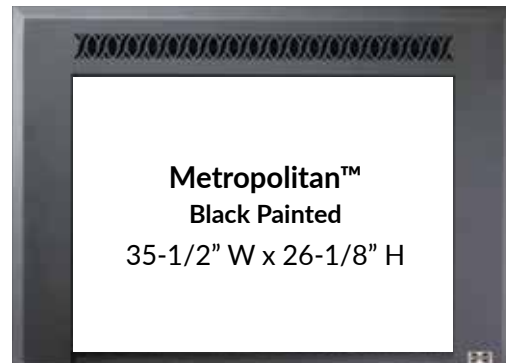 Metropolitan™
Black Painted
35-1/2” W x 26-1/8” H